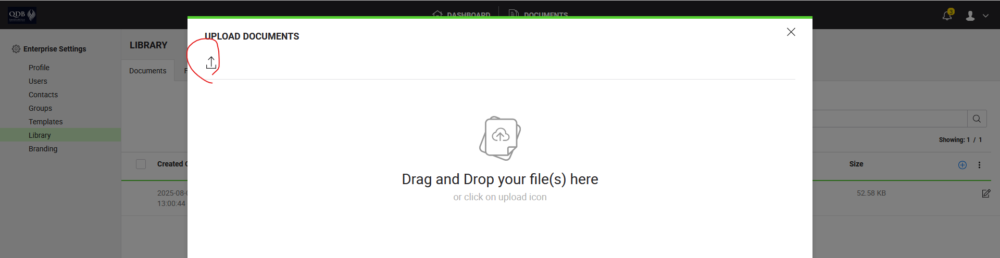 QDB
DASHBOARD
DOCUMENTS
3
Enterprise Settings
Profile
Users
Contacts
Groups
Templates
Library
Branding
LIBRARY
Documents
F
UPLOAD DOCUMENTS
Drag and Drop your file(s) here
or click on upload icon
Showing: 1 / 1
Created
Size
2025-08-
13:00:44
52.58 KB